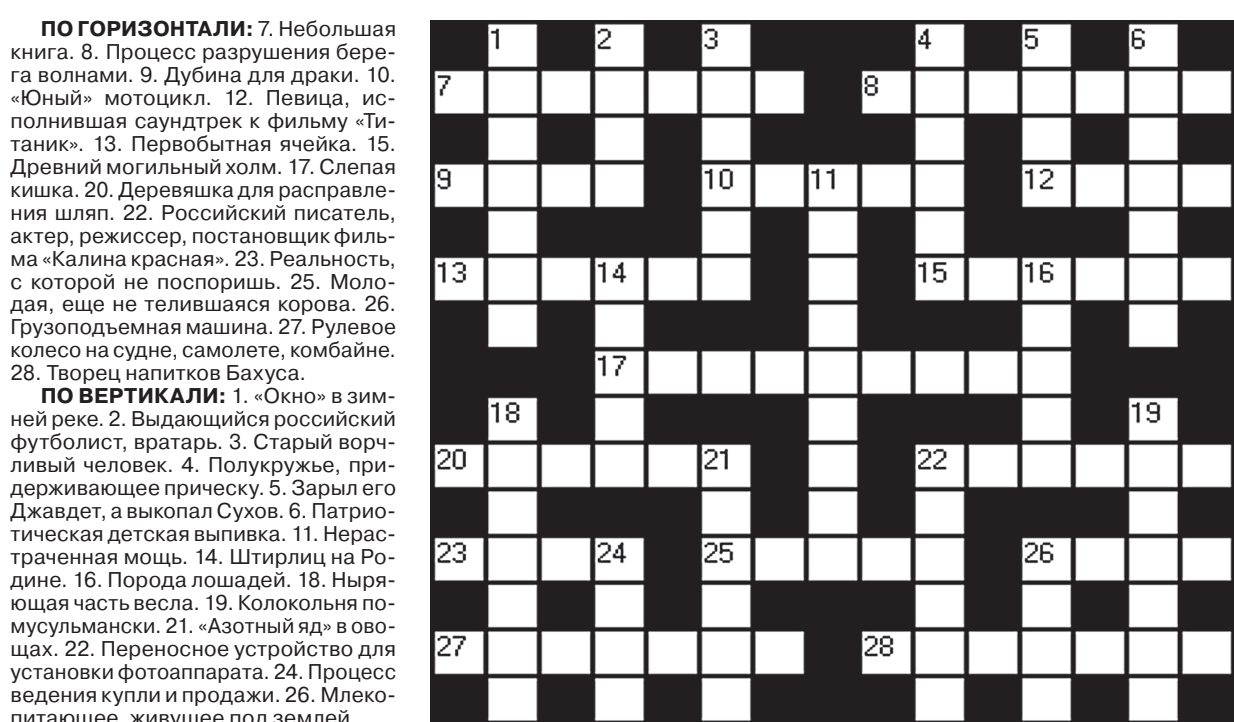 ПО ГОРИЗОНТАЛИ: 7. Небольшая
книга. 8. Процесс разрушения бере-
га волнами. 9. Дубина для драки. 10.
«Юный» мотоцикл. 12. Певица, ис-
полнившая саундтрек к фильму «Ти-
таник». 13. Первобытная ячейка. 15.
Древний могильный холм. 17. Слепая
кишка. 20. Деревяшка для расправле-
ния шляп. 22. Российский писатель,
актер, режиссер, постановщик филь-
ма «Калина красная». 23. Реальность,
с которой не поспоришь. 25. Моло-
дая, еще не телившаяся корова. 26.
Грузоподъемная машина. 27. Рулевое
колесо на судне, самолете, комбайне.
28. Творец напитков Бахуса.
ПО ВЕРТИКАЛИ: 1. «Окно» в зим-
ней реке. 2. Выдающийся российский
футболист, вратарь. 3. Старый ворч-
ливый человек. 4. Полукружье, при-
держивающее прическу. 5. Зарыл его
Джавдет, а выкопал Сухов. 6. Патрио-
тическая детская выпивка. 11. Нерас-
траченная мощь. 14. Штирлиц на Ро-
дине. 16. Порода лошадей. 18. Ныря-
ющая часть весла. 19. Колокольня по-
мусульмански. 21. «Азотный яд» в ово-
щах. 22. Переносное устройство для
установки фотоаппарата. 24. Процесс
ведения купли и продажи. 26. Млеко-
питающее, живущее под землей
1 2 3 4 5 6
7 8
9 10 11 12
13 14 15 16
17
18 19
20 21 22
23 24 25 26
27 28